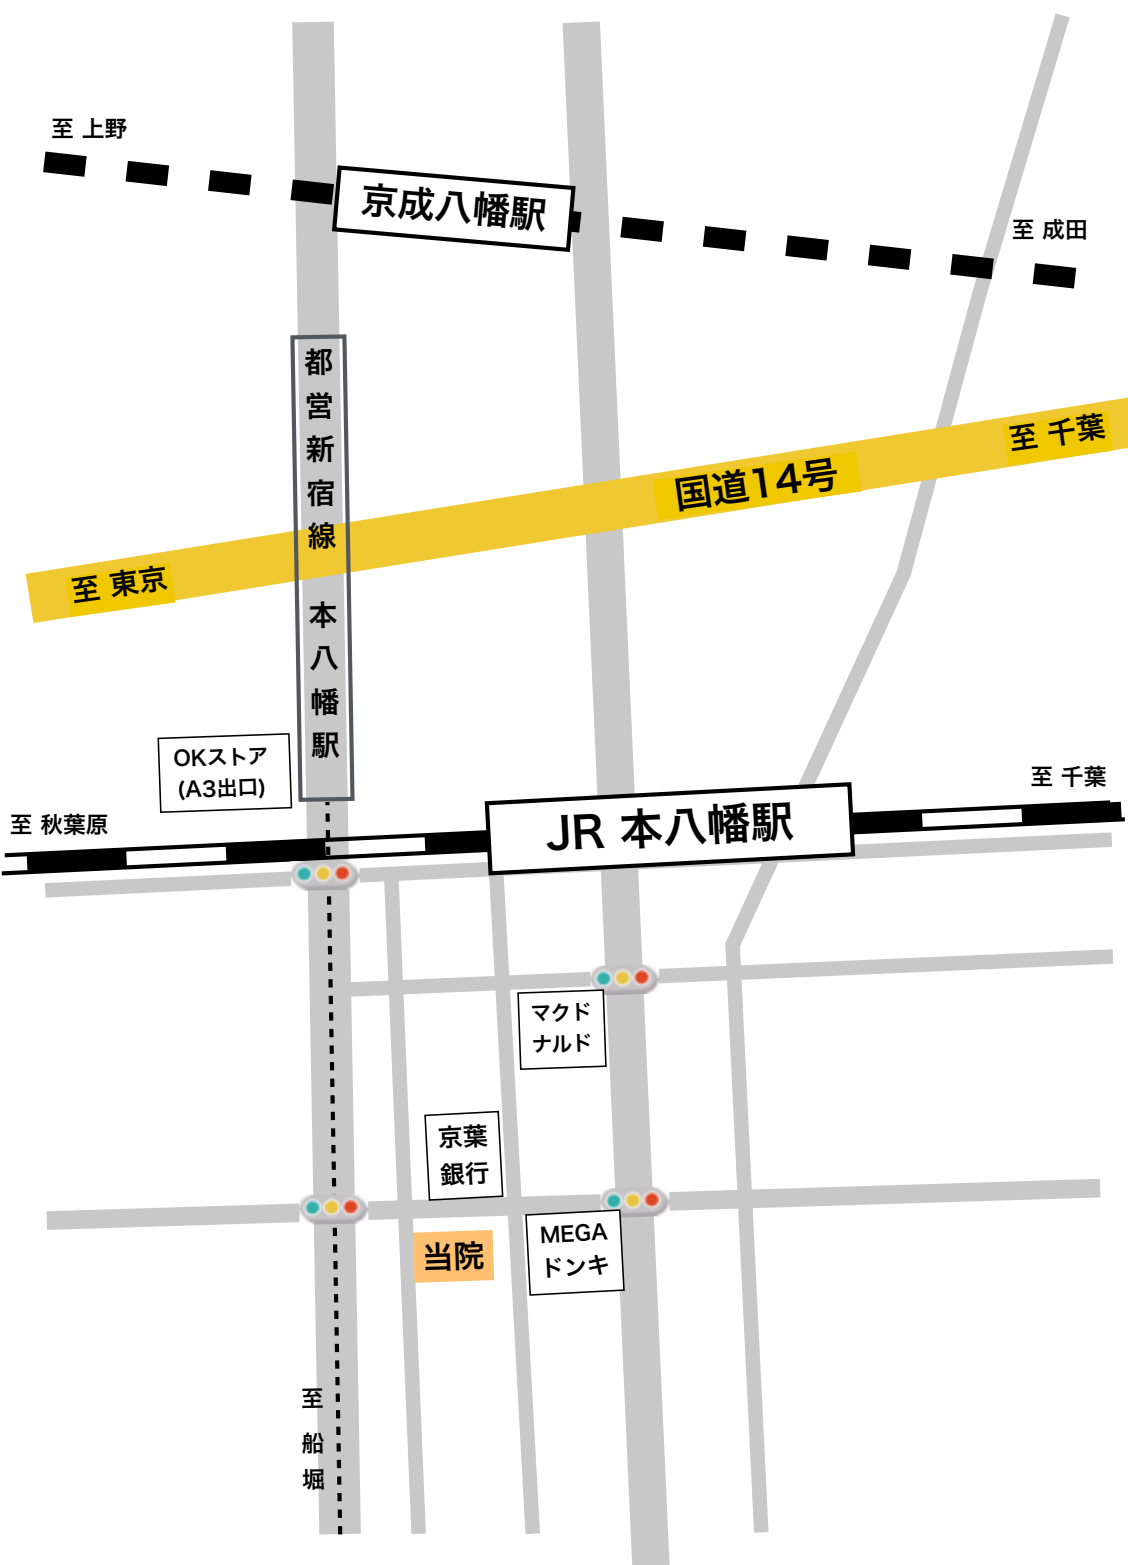 至 上野
京成八幡駅
至 成田
都営新宿線 本八幡駅
至 千葉
国道14号
至 東京
OKストア
(A3出口)
至 秋葉原
JR 本八幡駅
至 千葉
マクド
ナルド
京葉
銀行
当院
MEGA
ドンキ
至船堀